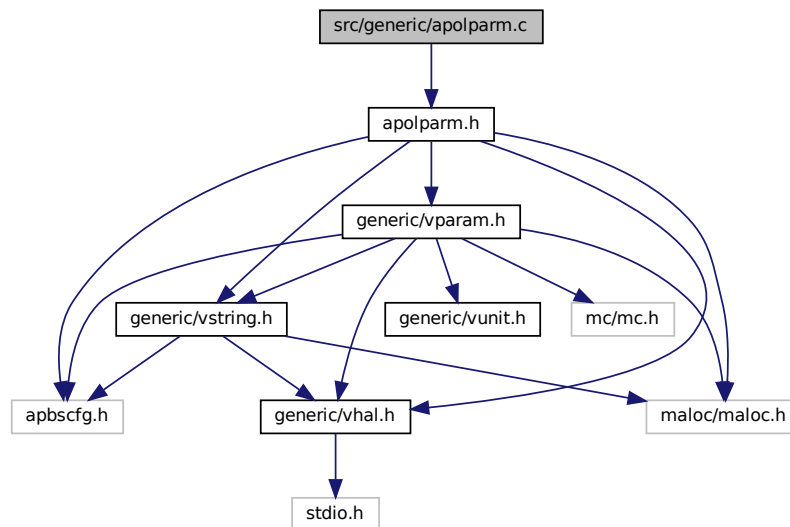 src/generic/apolparm.c
apolparm.h
generic/vparam.h
generic/vstring.h
generic/vunit.h
mc/mc.h
apbscfg.h
generic/vhal.h
maloc/maloc.h
stdio.h